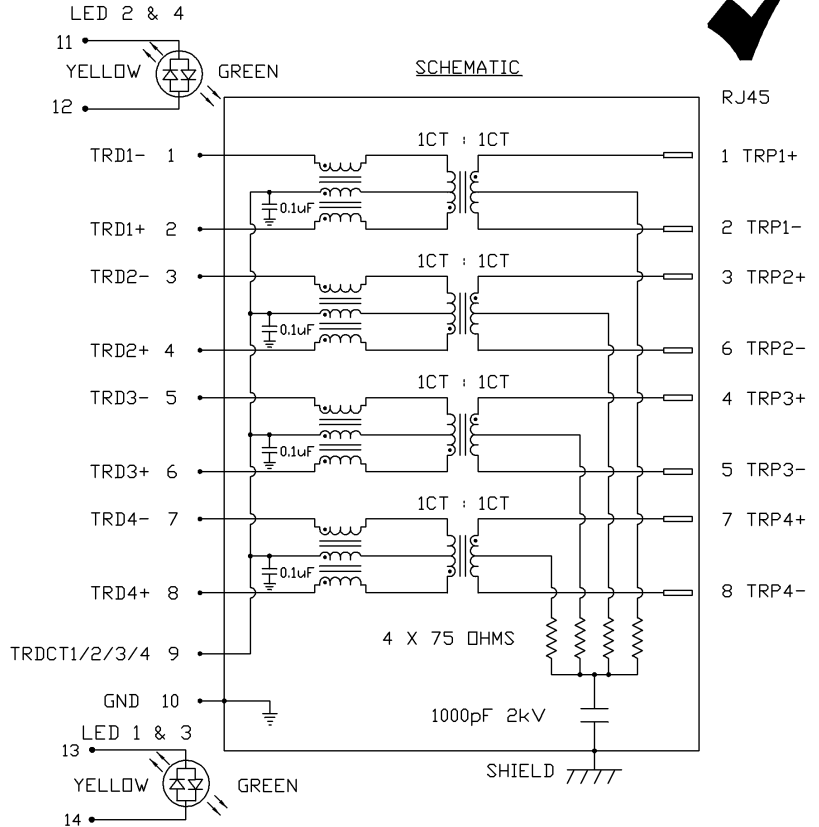 LED 2 & 4
11
YELLOW GREEN
12
SCHEMATIC
RJ45
1CT : 1CT
TRD1- 1
1 TRP1+
0.1uF
TRD1+ 2
2 TRP1-
1CT : 1CT
TRD2- 3
3 TRP2+
0.1uF
TRD2+ 4
6 TRP2-
1CT : 1CT
TRD3- 5
4 TRP3+
0.1uF
TRD3+ 6
5 TRP3-
1CT : 1CT
TRD4- 7
7 TRP4+
0.1uF
TRD4+ 8
8 TRP4-
4 X 75 OHMS
TRDCT1/2/3/4 9
GND 10
1000pF 2kV
LED 1 & 3
13
SHIELD
YELLOW GREEN
14